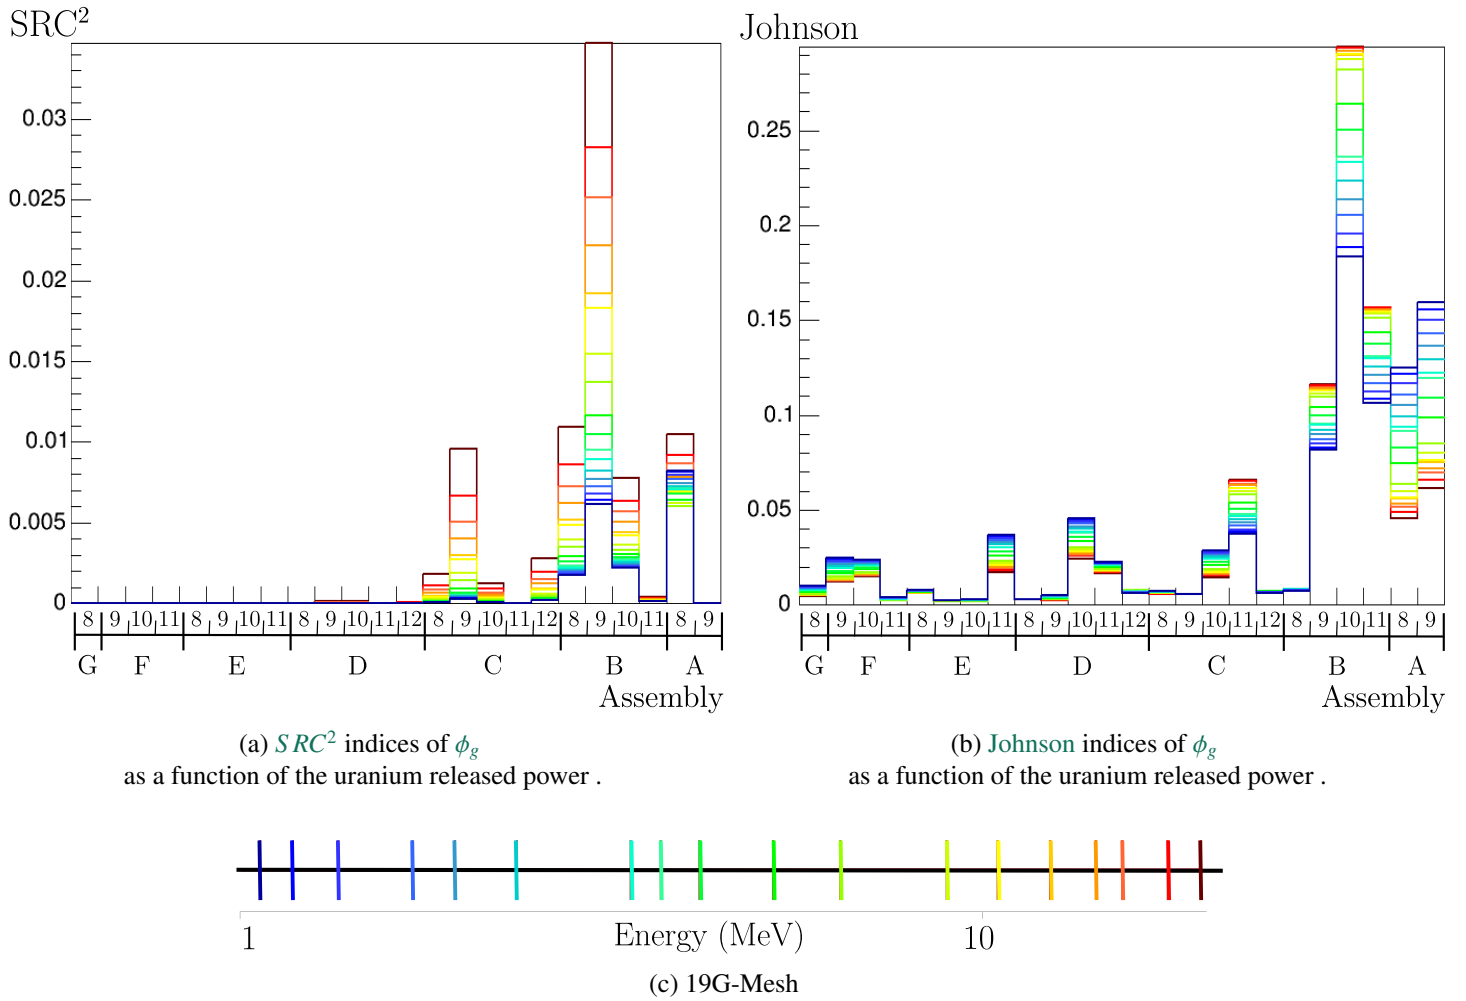 SRC²
0.03
0.025
0.02
0.015
0.01
0.005
0
8 9 10 11 8 9 10 11 8 9 10 11 12 8 9 10 11 12 8 9 10 11 8 9
G F E D C B A
Assembly
(a) SRC² indices of ϕg
as a function of the uranium released power .
Johnson
0.25
0.2
0.15
0.1
0.05
0
8 9 10 11 8 9 10 11 8 9 10 11 12 8 9 10 11 12 8 9 10 11 8 9
G F E D C B A
Assembly
(b) Johnson indices of ϕg
as a function of the uranium released power .
1 Energy (MeV) 10
(c) 19G-Mesh